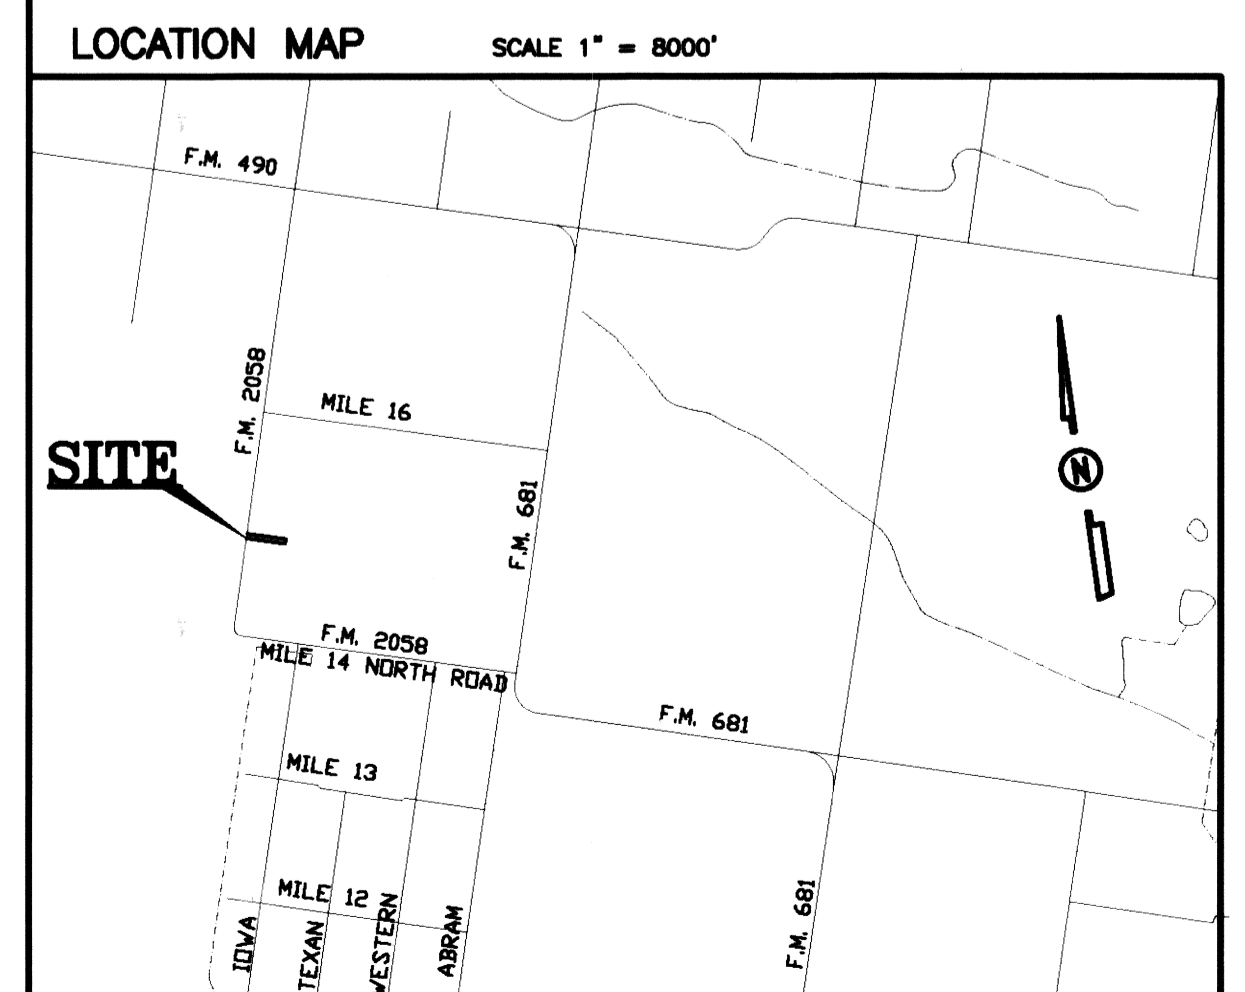 LOCATION MAP SCALE 1" = 8000'
F.M. 490
F.M. 2058
MILE 16
SITE
N
F.M. 681
F.M. 2058
MILE 14 NORTH ROAD
F.M. 681
MILE 13
MILE 12
IOWA
TEXAN
WESTERN
ABRAM
F.M. 681